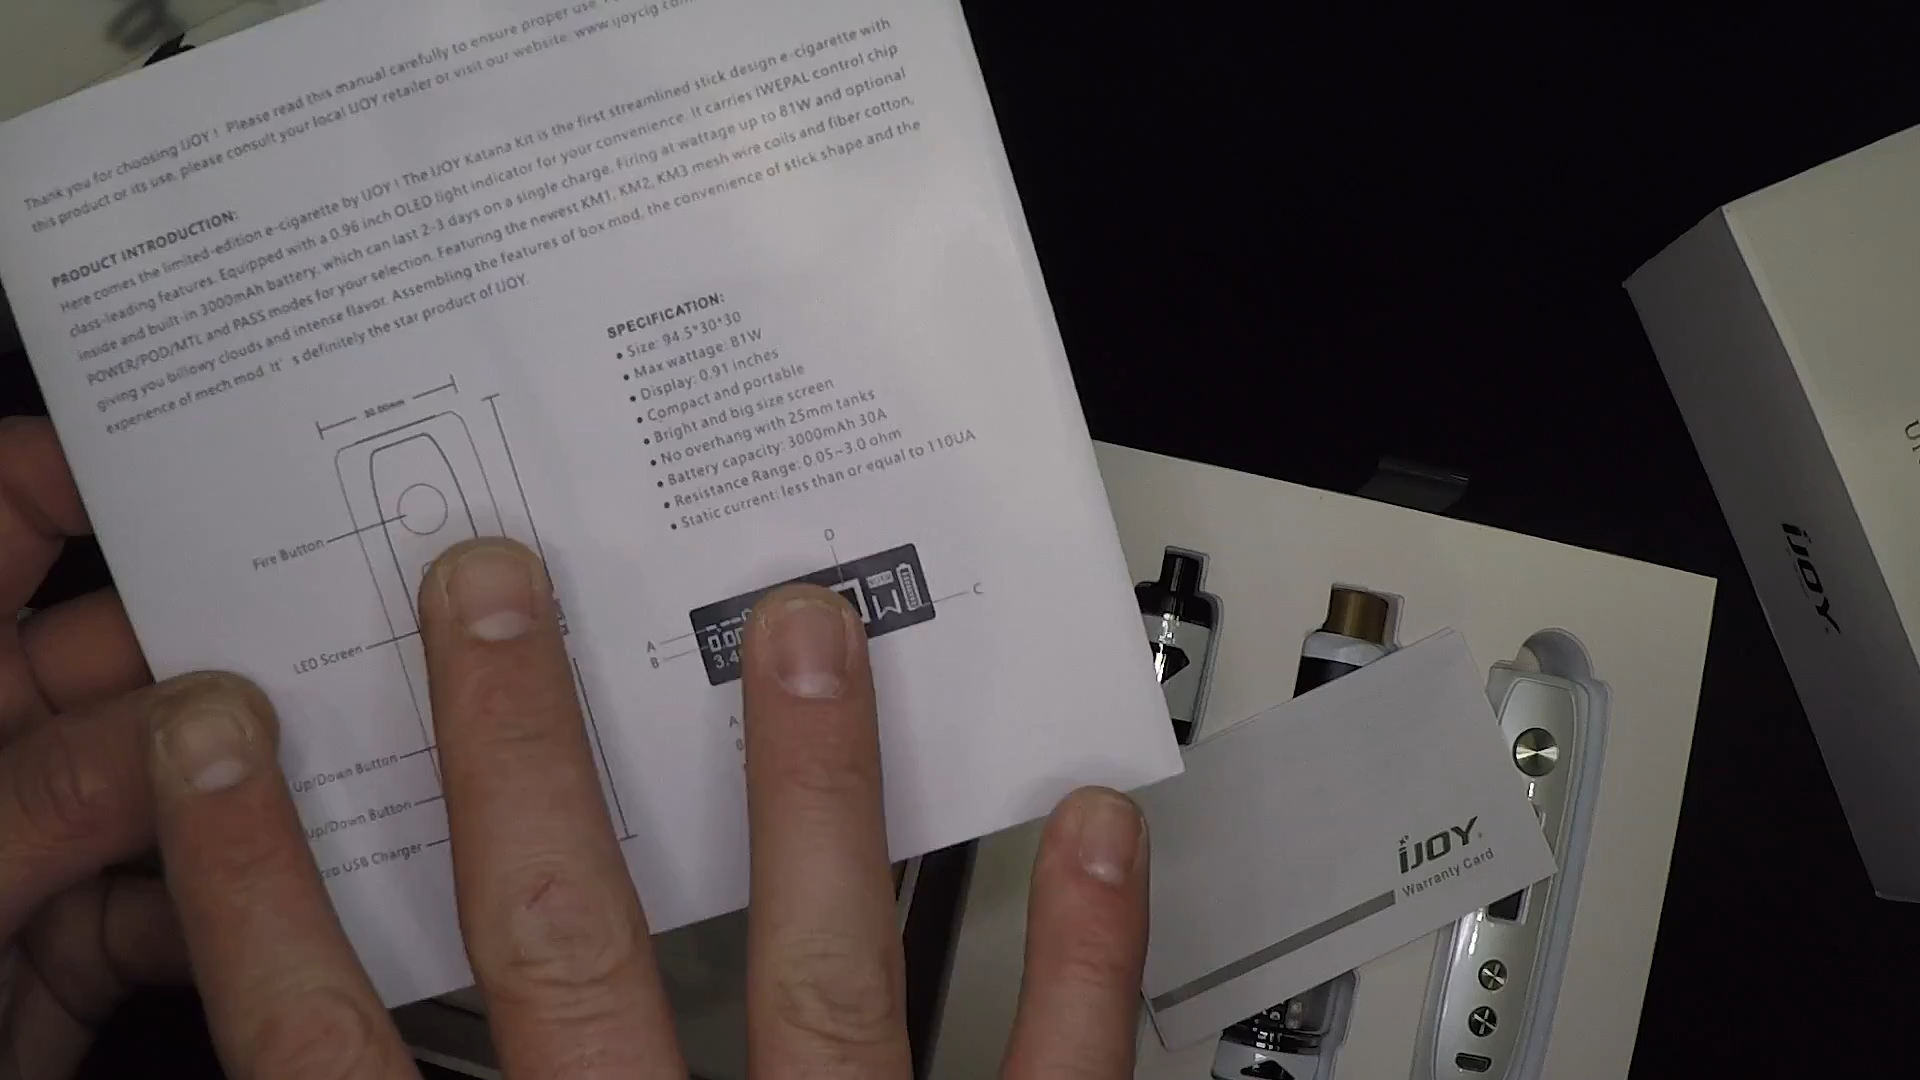 Thank you for choosing IJOY ! Please read this manual carefully to ensure proper use.
this product or its use, please consult your local IJOY retailer or visit our website: www.ijoycig.com
PRODUCT INTRODUCTION:
Here comes the limited-edition e-cigarette by IJOY ! The IJOY Katana Kit is the first streamlined stick design e-cigarette with
class-leading features. Equipped with a 0.96 inch OLED light indicator for your convenience. It carries IWEPAL control chip
inside and built-in 3000mAh battery, which can last 2-3 days on a single charge. Firing at wattage up to 81W and optional
POWER/POD/MTL and PASS modes for your selection. Featuring the newest KM1, KM2, KM3 mesh wire coils and fiber cotton,
giving you billowy clouds and intense flavor. Assembling the features of box mod, the convenience of stick shape and the
experience of mech mod. it' s definitely the star product of IJOY.
SPECIFICATION:
• Size: 94.5*30*30
• Max wattage: 81W
• Display: 0.91 inches
• Compact and portable
• Bright and big size screen
• No overhang with 25mm tanks
• Battery capacity: 3000mAh 30A
• Resistance Range: 0.05~3.0 ohm
• Static current: less than or equal to 110UA
30.00mm
Fire Button
LED Screen
Up/Down Button
Up/Down Button
USB Charger
D
C
A
B
W
A
IJOY
Warranty Card
IJOY